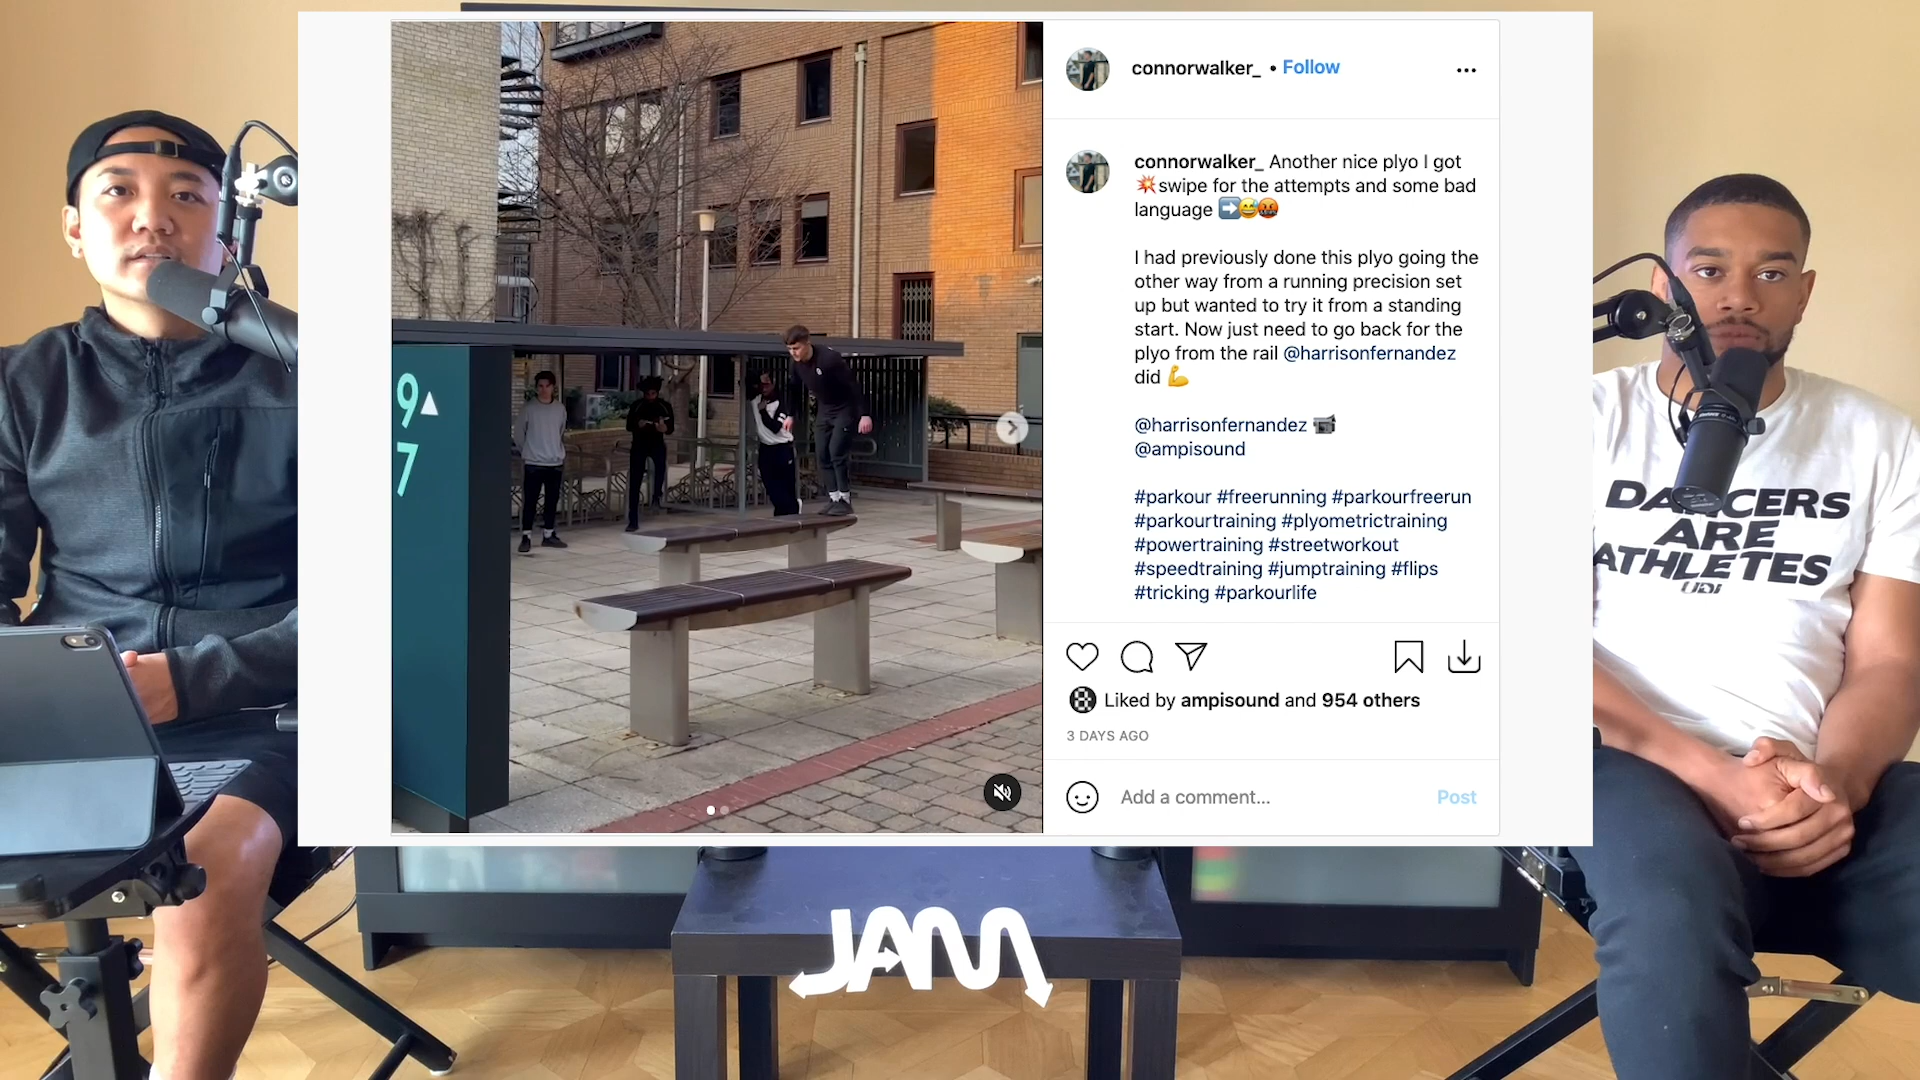 connorwalker_ • Follow
connorwalker_ Another nice plyo I got
💥swipe for the attempts and some bad
language ➡️😅🤬
I had previously done this plyo going the
other way from a running precision set
up but wanted to try it from a standing
start. Now just need to go back for the
plyo from the rail @harrisonfernandez
did 💪
@harrisonfernandez 📹
@ampisound
#parkour #freerunning #parkourfreerun
#parkourtraining #plyometrictraining
#powertraining #streetworkout
#speedtraining #jumptraining #flips
#tricking #parkourlife
Liked by ampisound and 954 others
3 DAYS AGO
Add a comment...
Post
9
7
DANCERS
ARE
ATHLETES
UDI
JAM